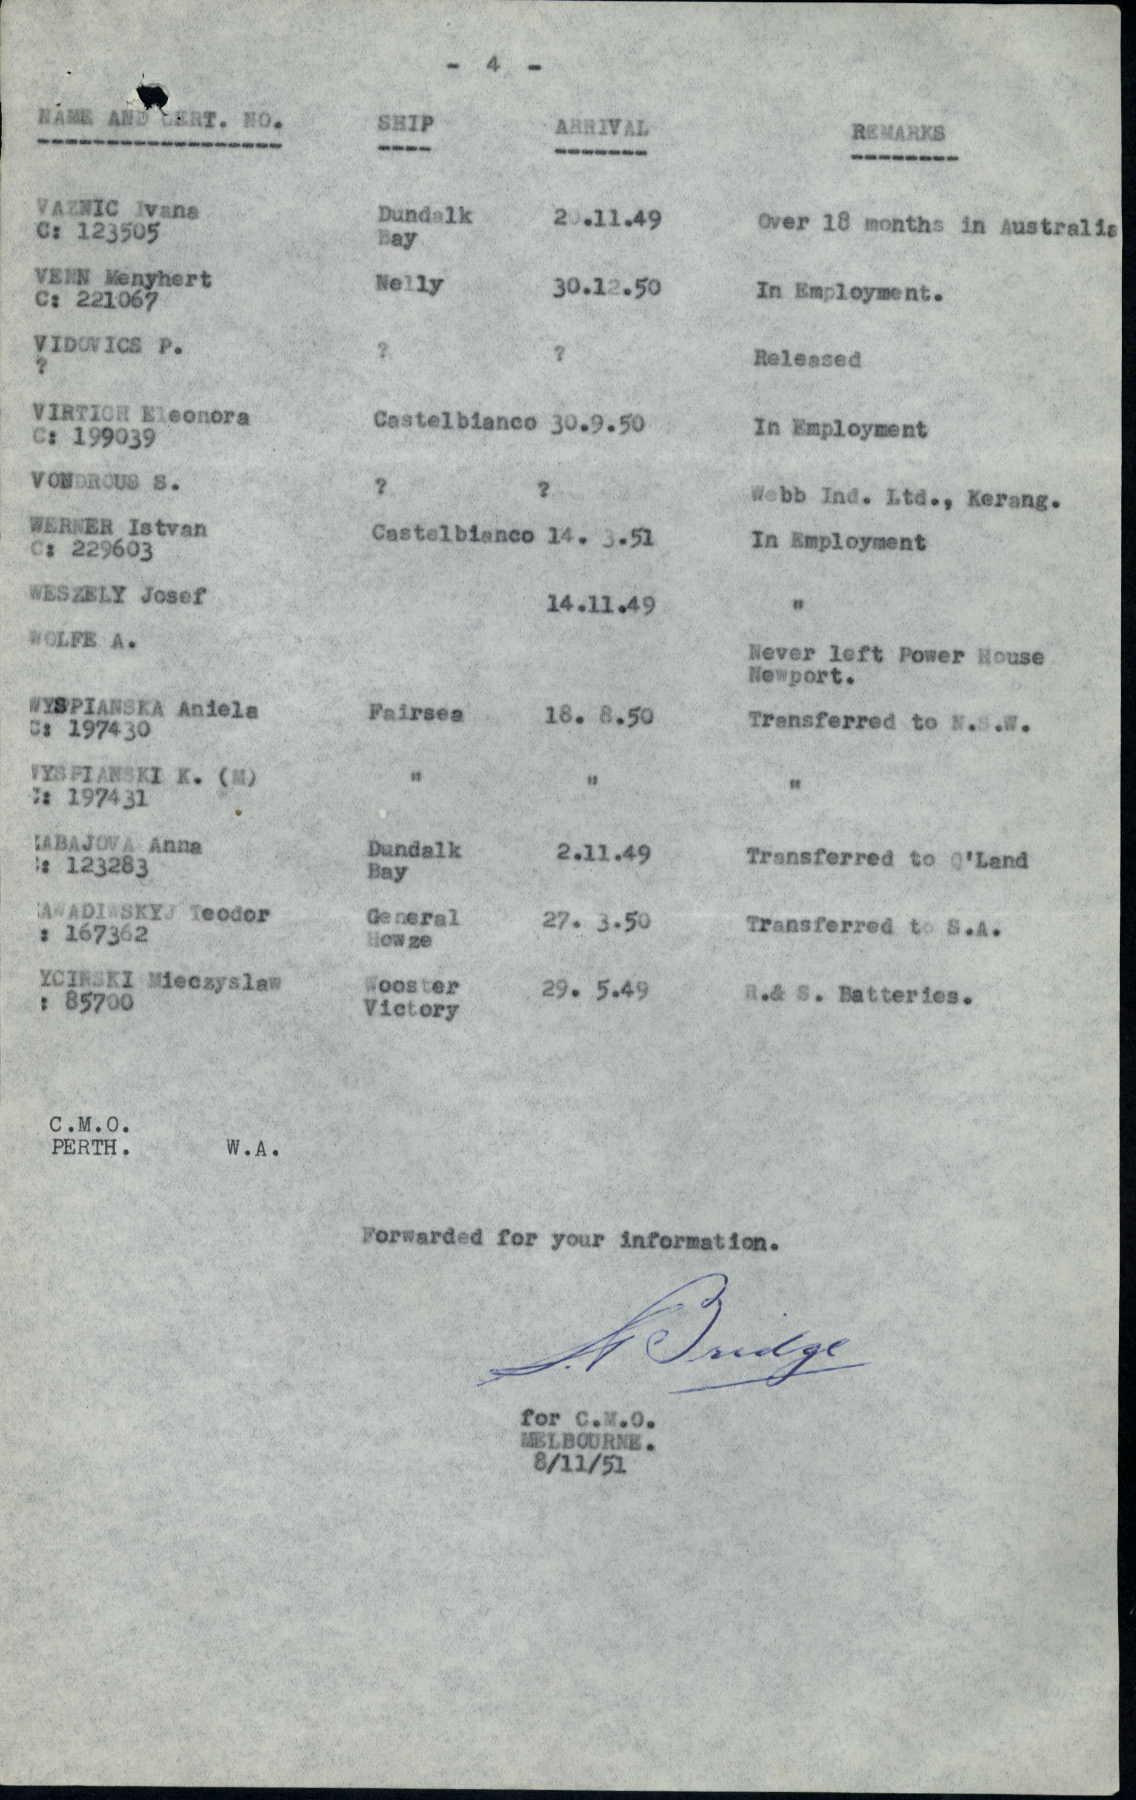 - 4 -
NAME AND CERT. NO. SHIP ARRIVAL REMARKS
VAZNIC Ivana Dundalk 20.11.49 Over 18 months in Australia
C: 123505 Bay
VENN Menyhert Nelly 30.12.50 In Employment.
C: 221067
VIDOVICS P. ? ? Released
?
VIRTICH Eleonora Castelbianco 30.9.50 In Employment
C: 199039
VONDROUS S. ? ? Webb Ind. Ltd., Kerang.
WERNER Istvan Castelbianco 14. 3.51 In Employment
C: 229603
WESZELY Josef 14.11.49 "
WOLFE A. Never left Power House
Newport.
WYSPIANSKA Aniela Fairsea 18. 8.50 Transferred to N.S.W.
C: 197430
WYSPIANSKI K. (M) " " "
C: 197431
ZABAJOVA Anna Dundalk 2.11.49 Transferred to Q'Land
: 123283 Bay
ZAWADIWSKYJ Teodor General 27. 3.50 Transferred to S.A.
: 167362 Howze
YCINSKI Mieczyslaw Wooster 29. 5.49 R.& S. Batteries.
: 85700 Victory
C.M.O.
PERTH. W.A.
Forwarded for your information.
Bridge
for C.M.O.
MELBOURNE.
8/11/51